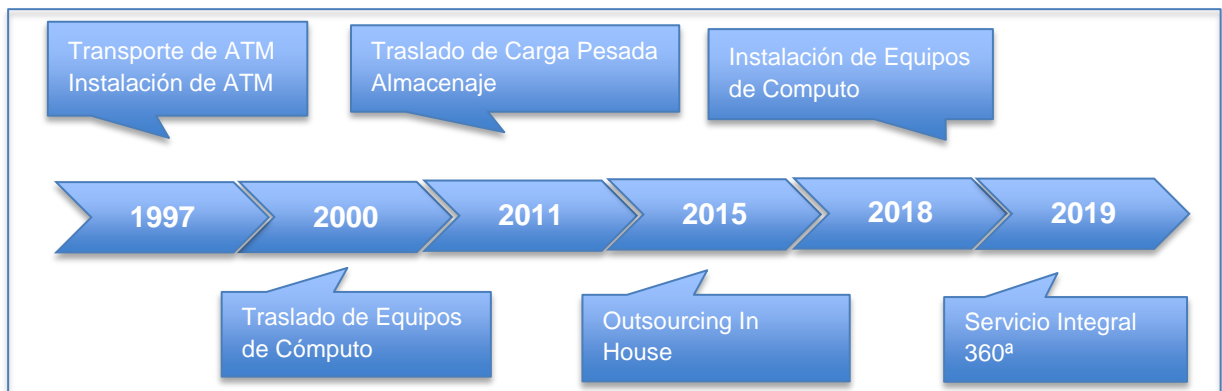 Transporte de ATM
Instalación de ATM
Traslado de Carga Pesada
Almacenaje
Instalación de Equipos
de Computo
1997
2000
2011
2015
2018
2019
Traslado de Equipos
de Cómputo
Outsourcing In
House
Servicio Integral
360ª